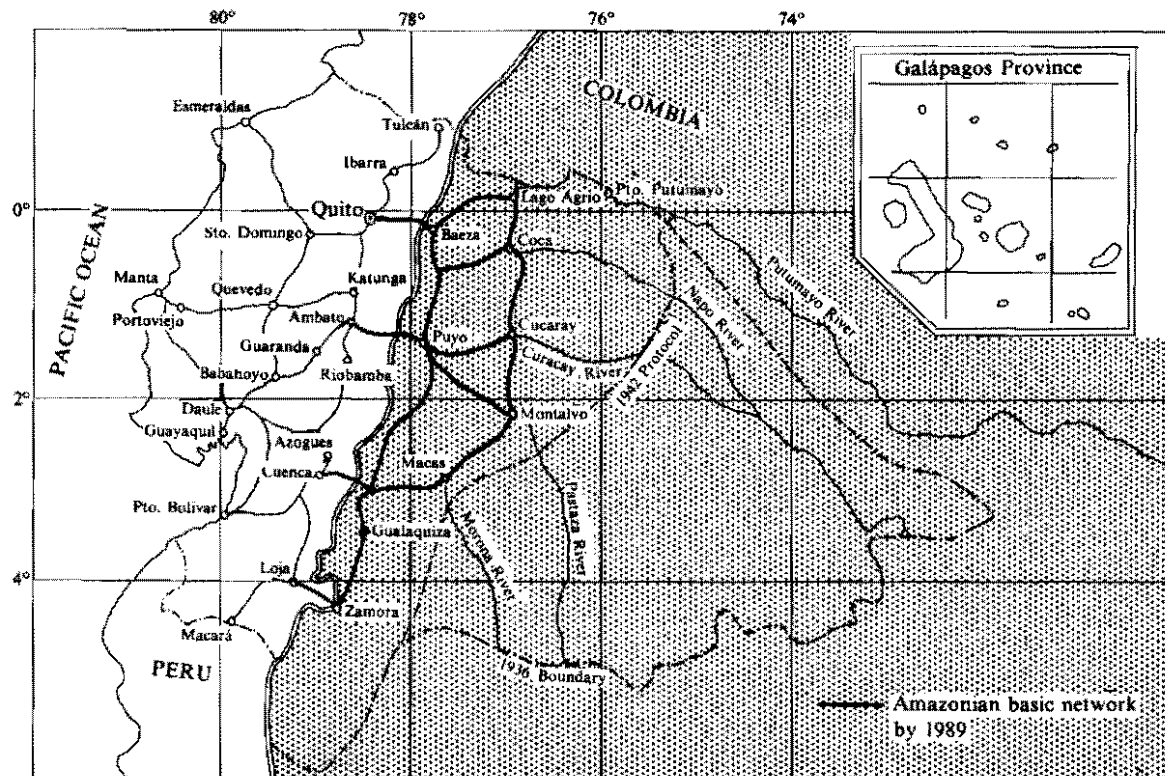 80°
78°
76°
74°
Galápagos Province
COLOMBIA
Esmeraldas
Tulcán
Ibarra
Lago Agrio
Pto. Putumayo
0°
Quito
Baeza
Sto. Domingo
Coca
PACIFIC OCEAN
Manta
Quevedo
Katunga
Putumayo River
Napo River
Portoviejo
Ambato
Puyo
Cucaray
Curacay River
1942 Protocol
Guaranda
Babahoyo
Riobamba
2°
Daule
Montalvo
Guayaquil
Azogues
Macas
Cuenca
Pastaza River
Pto. Bolívar
Gualaquiza
Morona River
Loja
4°
Zamora
Macará
PERU
1936 Boundary
Amazonian basic network
by 1989